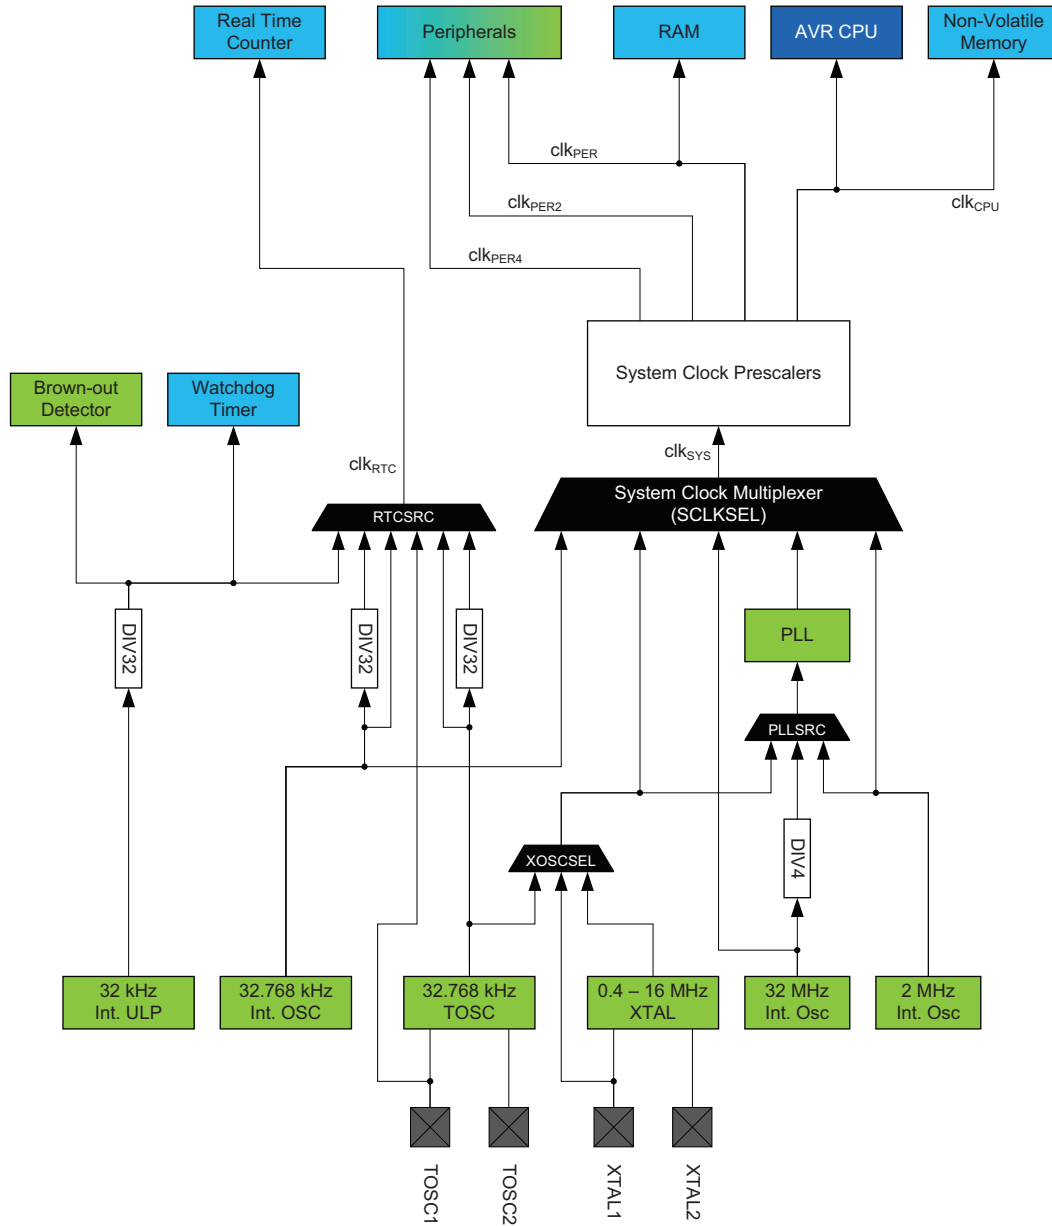 Real Time
Counter
Peripherals
RAM
AVR CPU
Non-Volatile
Memory
clkPER
clkPER2
clkCPU
clkPER4
System Clock Prescalers
Brown-out
Detector
Watchdog
Timer
clkRTC
clkSYS
System Clock Multiplexer
(SCLKSEL)
RTCSRC
DIV32
DIV32
DIV32
PLL
PLLSRC
DIV4
XOSCSEL
32 kHz
Int. ULP
32.768 kHz
Int. OSC
32.768 kHz
TOSC
0.4 – 16 MHz
XTAL
32 MHz
Int. Osc
2 MHz
Int. Osc
TOSC1
TOSC2
XTAL1
XTAL2